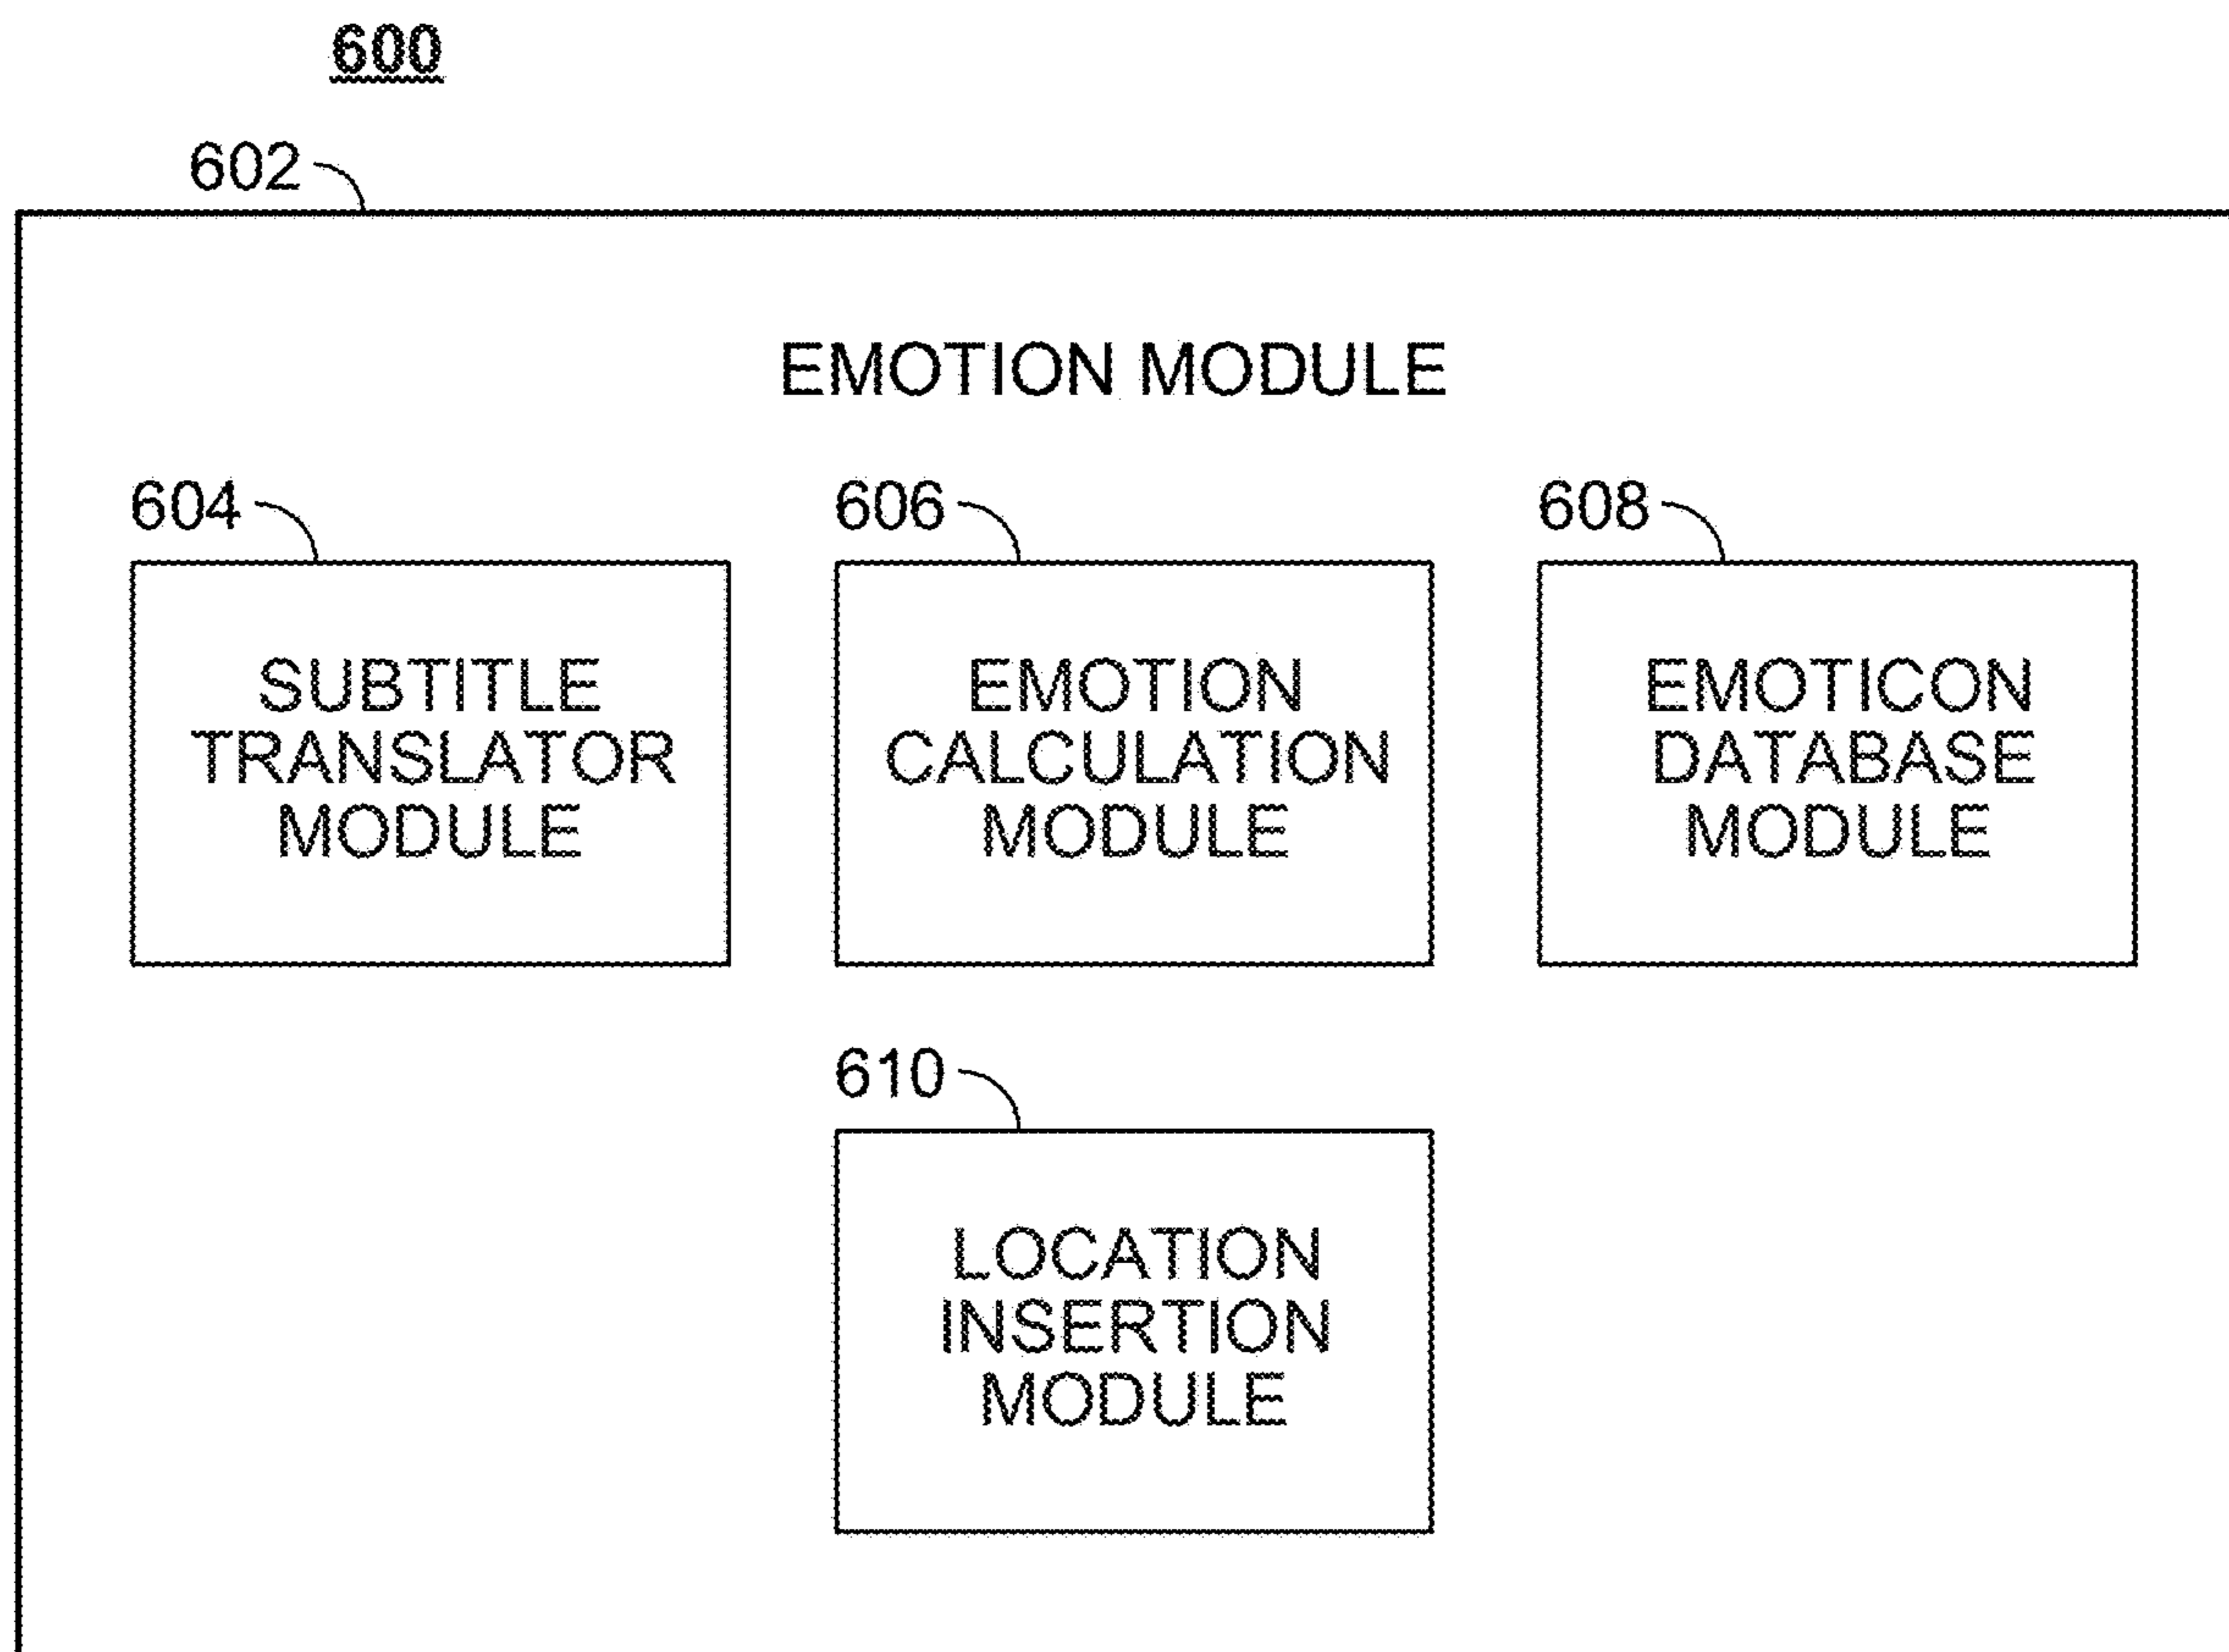 600
602
EMOTION MODULE
604
606
608
SUBTITLE
TRANSLATOR
MODULE
EMOTION
CALCULATION
MODULE
EMOTICON
DATABASE
MODULE
610
LOCATION
INSERTION
MODULE